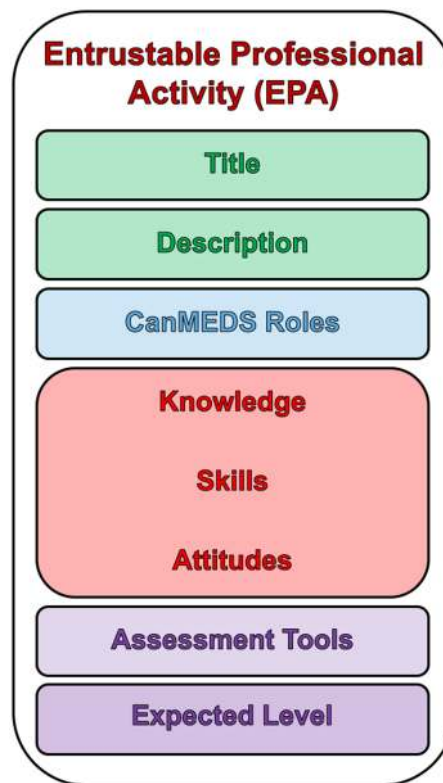 Entrustable Professional
Activity (EPA)
Title
Description
CanMEDS Roles
Knowledge
Skills
Attitudes
Assessment Tools
Expected Level